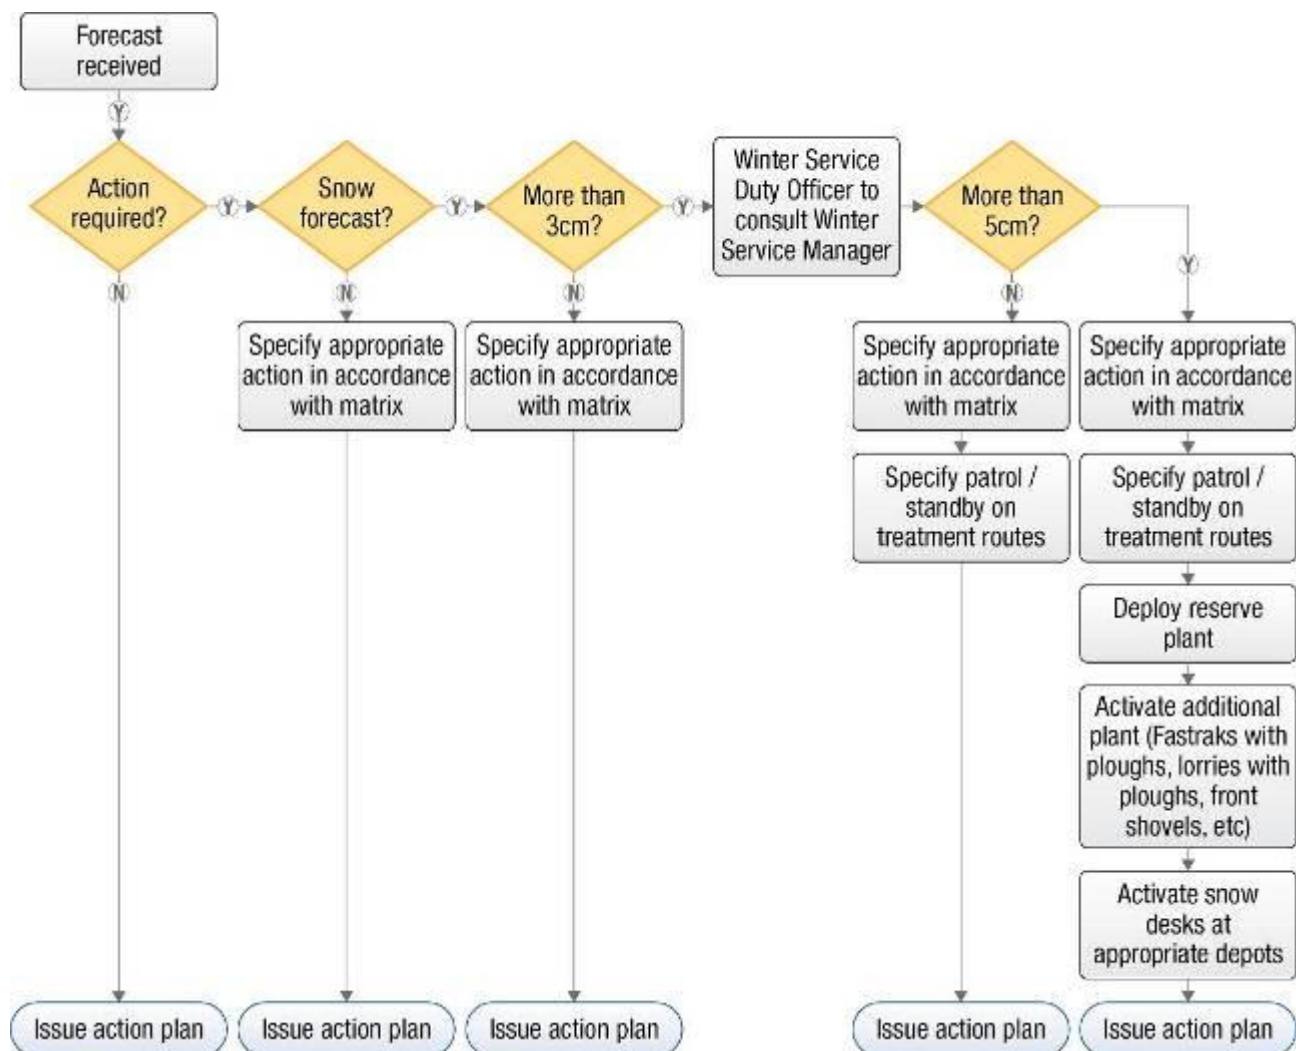 Forecast
received
Y
Action
required?
Y
Snow
forecast?
Y
More than
3cm?
Y
Winter Service
Duty Officer to
consult Winter
Service Manager
More than
5cm?
Y
N
N
N
N
Specify appropriate
action in accordance
with matrix
Specify appropriate
action in accordance
with matrix
Specify appropriate
action in accordance
with matrix
Specify appropriate
action in accordance
with matrix
Specify patrol /
standby on
treatment routes
Specify patrol /
standby on
treatment routes
Deploy reserve
plant
Activate additional
plant (Fastraks with
ploughs, lorries with
ploughs, front
shovels, etc)
Activate snow
desks at
appropriate depots
Issue action plan
Issue action plan
Issue action plan
Issue action plan
Issue action plan